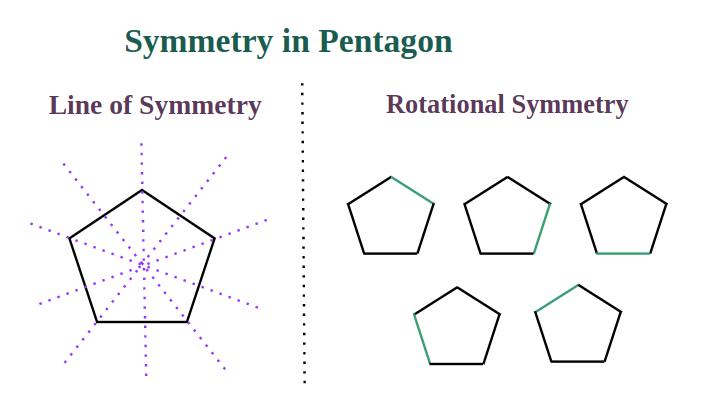 Symmetry in Pentagon
Line of Symmetry
Rotational Symmetry